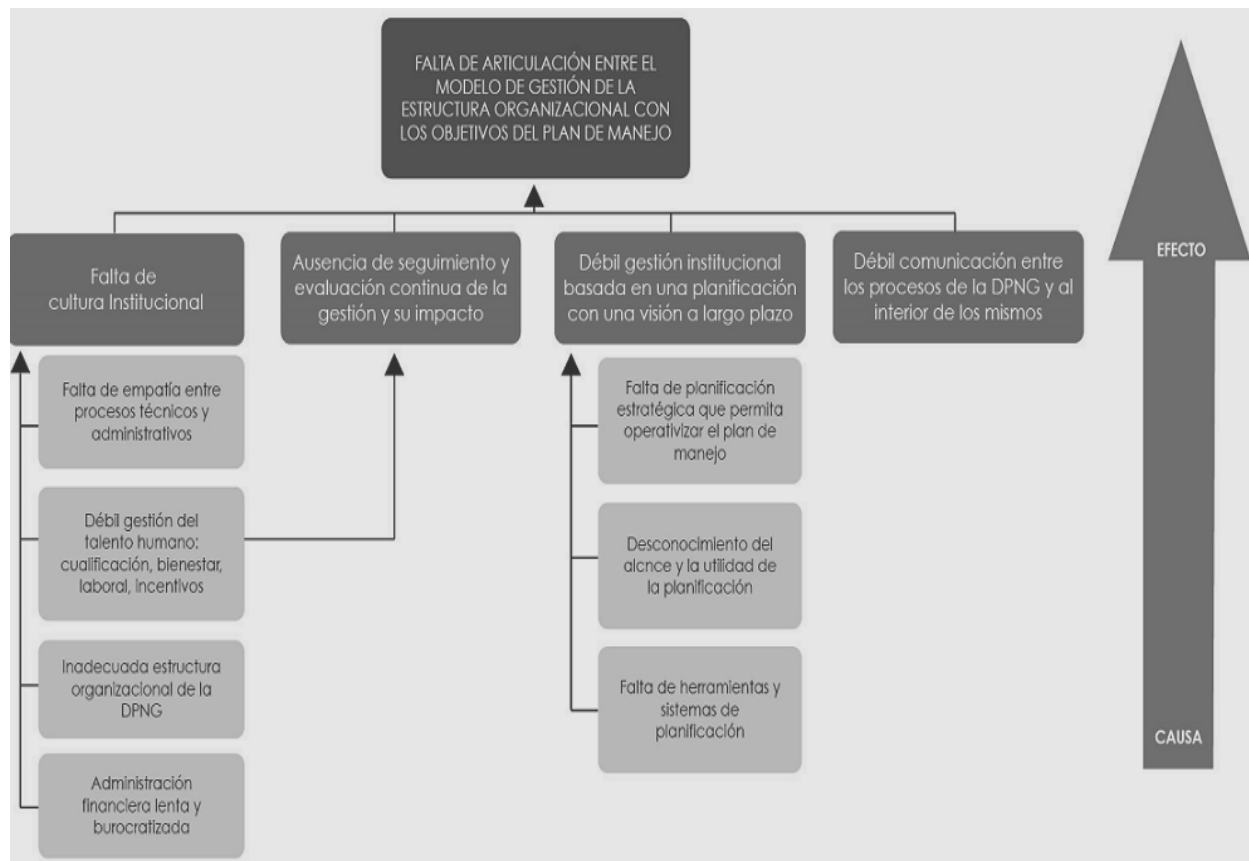 FALTA DE ARTICULACIÓN ENTRE EL
MODELO DE GESTIÓN DE LA
ESTRUCTURA ORGANIZACIONAL CON
LOS OBJETIVOS DEL PLAN DE MANEJO
Falta de
cultura Institucional
Ausencia de seguimiento y
evaluación continua de la
gestión y su impacto
Débil gestión institucional
basada en una planificación
con una visión a largo plazo
Débil comunicación entre
los procesos de la DPNG y al
interior de los mismos
EFECTO
Falta de empatía entre
procesos técnicos y
administrativos
Débil gestión del
talento humano:
cualificación, bienestar,
laboral, incentivos
Inadecuada estructura
organizacional de la
DPNG
Administración
financiera lenta y
burocratizada
Falta de planificación
estratégica que permita
operativizar el plan de
manejo
Desconocimiento del
alcnce y la utilidad de
la planificación
Falta de herramientas y
sistemas de
planificación
CAUSA